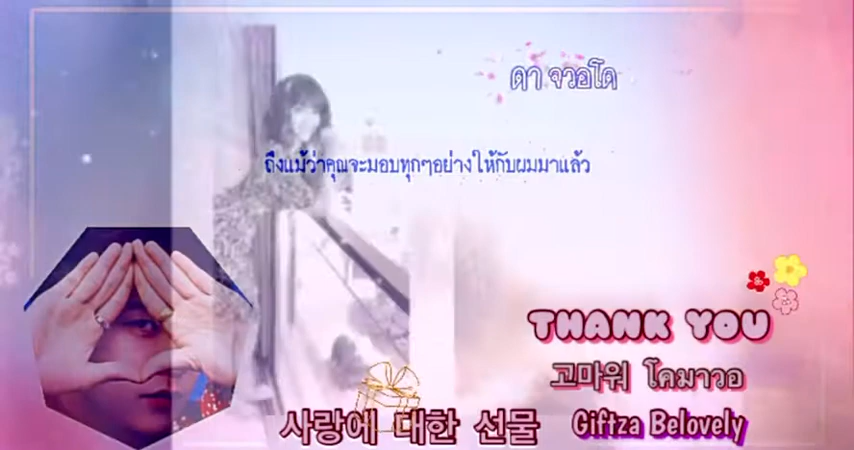 ดา จวอโด
ถึงแม้ว่าคุณจะมอบทุกๆอย่างให้กับผมมาแล้ว
THANK YOU
고마워 โคมาวอ
사랑에 대한 선물 Giftza Belovely